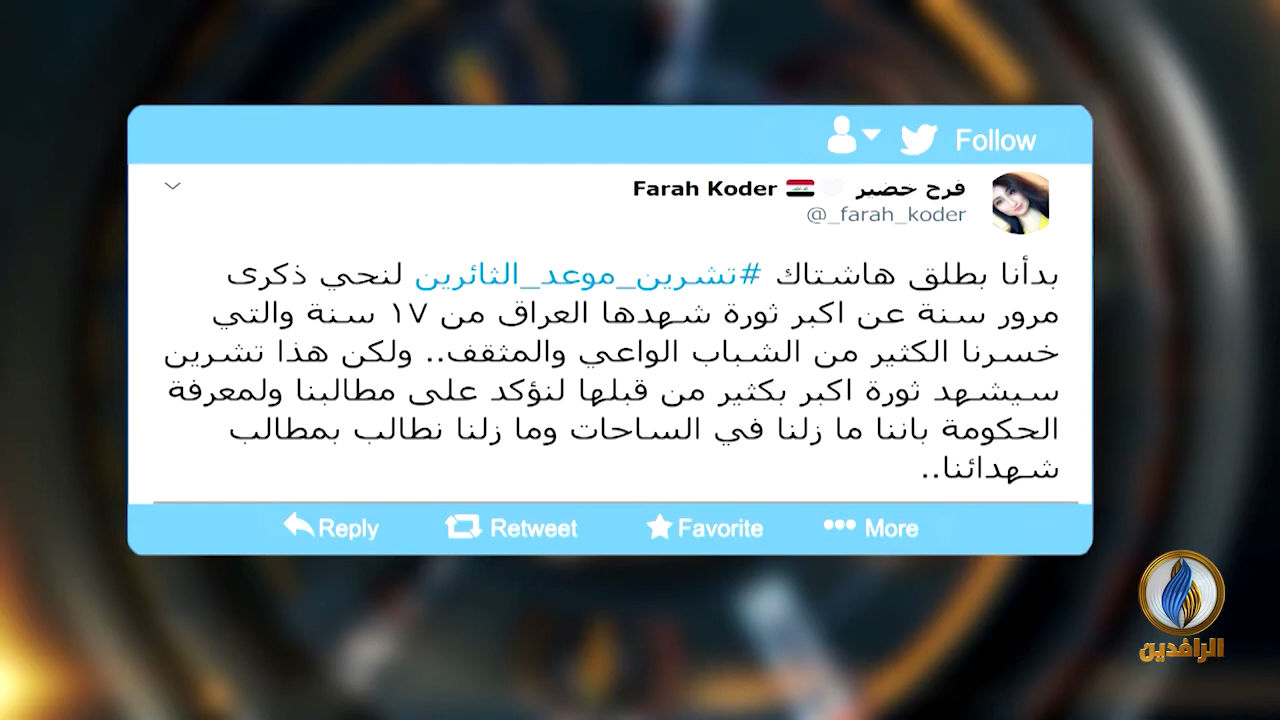 Follow
فرح حضير 🤍 🇮🇶 Farah Koder
@_farah_koder
بدأنا بطلق هاشتاك #تشرين_موعد_الثائرين لنحي ذكرى
مرور سنة عن اكبر ثورة شهدها العراق من ١٧ سنة والتي
خسرنا الكثير من الشباب الواعي والمثقف.. ولكن هذا تشرين
سيشهد ثورة اكبر بكثير من قبلها لنؤكد على مطالبنا ولمعرفة
الحكومة باننا ما زلنا في الساحات وما زلنا نطالب بمطالب
شهدائنا..
Reply Retweet Favorite More
الرافدين